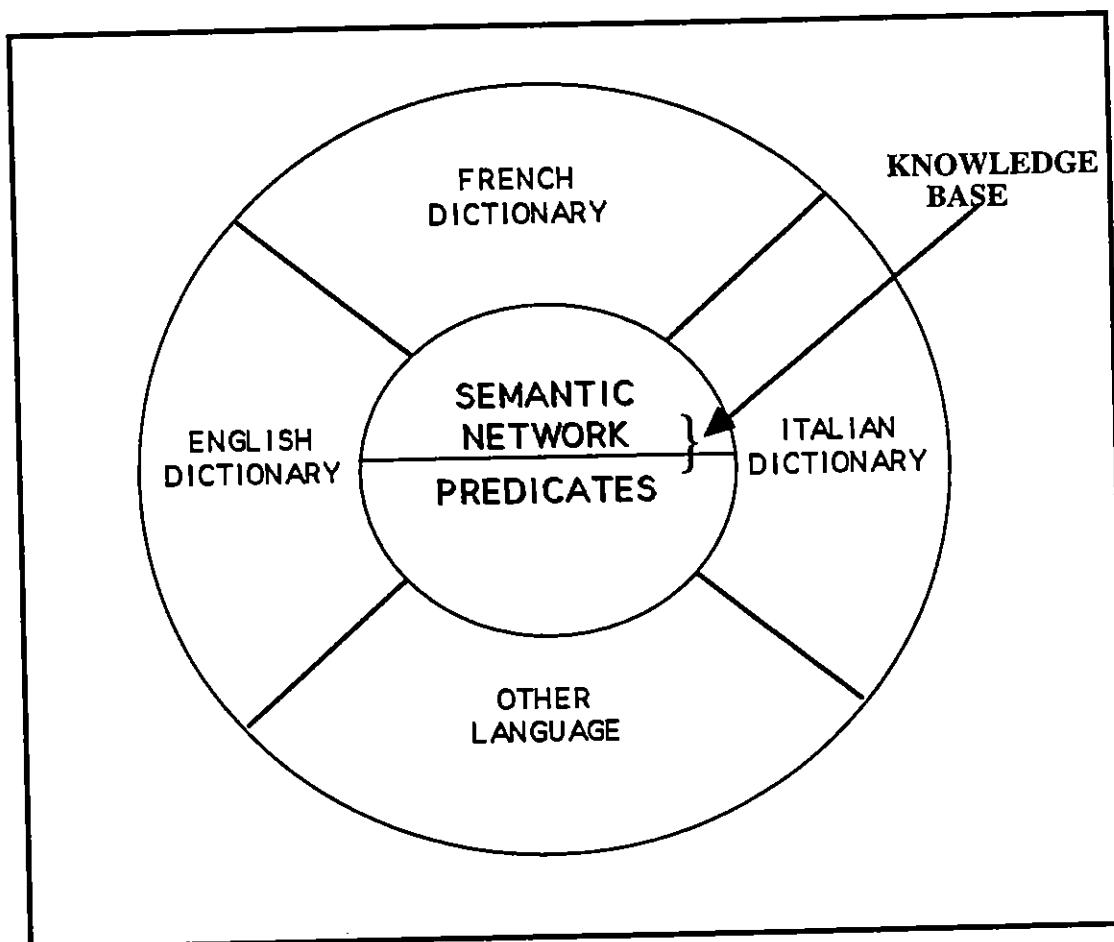 FRENCH
DICTIONARY
KNOWLEDGE
BASE
SEMANTIC
NETWORK
}
PREDICATES
ENGLISH
DICTIONARY
ITALIAN
DICTIONARY
OTHER
LANGUAGE